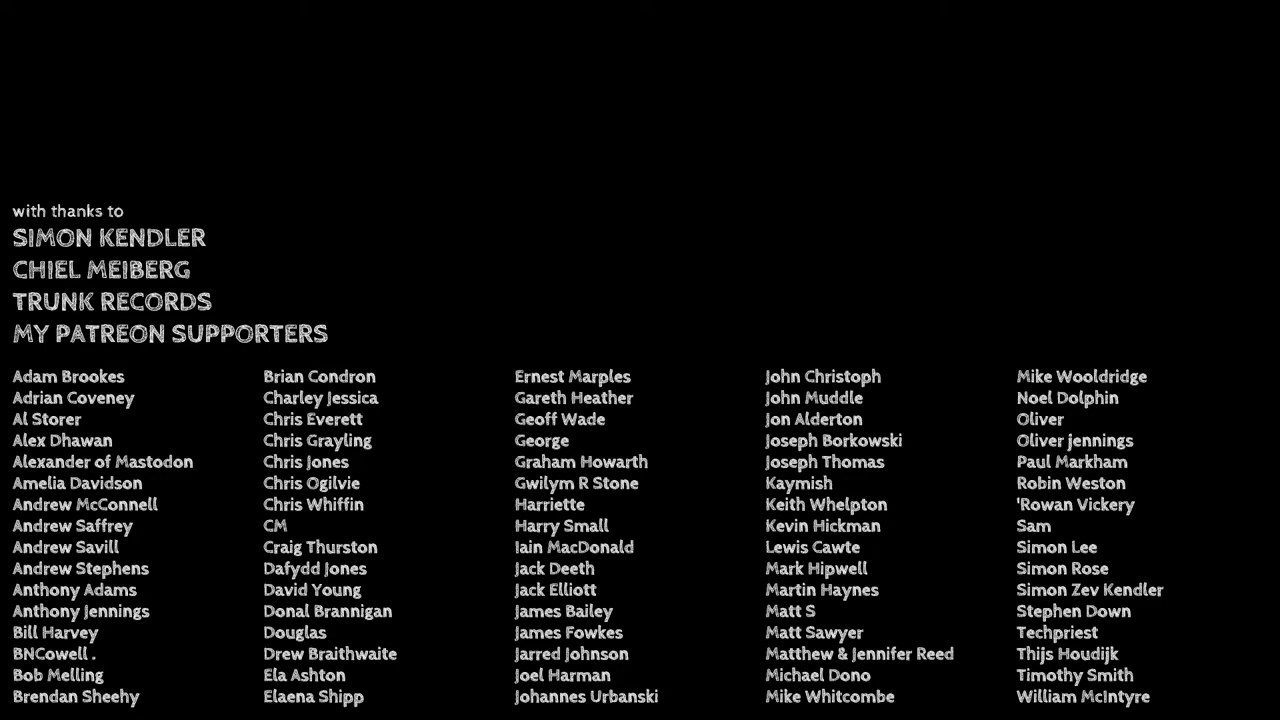 with thanks to
SIMON KENDLER
CHIEL MEIBERG
TRUNK RECORDS
MY PATREON SUPPORTERS
Adam Brookes
Adrian Coveney
Al Storer
Alex Dhawan
Alexander of Mastodon
Amelia Davidson
Andrew McConnell
Andrew Saffrey
Andrew Savill
Andrew Stephens
Anthony Adams
Anthony Jennings
Bill Harvey
BNCowell .
Bob Melling
Brendan Sheehy
Brian Condron
Charley Jessica
Chris Everett
Chris Grayling
Chris Jones
Chris Ogilvie
Chris Whiffin
CM
Craig Thurston
Dafydd Jones
David Young
Donal Brannigan
Douglas
Drew Braithwaite
Ela Ashton
Elaena Shipp
Ernest Marples
Gareth Heather
Geoff Wade
George
Graham Howarth
Gwilym R Stone
Harriette
Harry Small
Iain MacDonald
Jack Deeth
Jack Elliott
James Bailey
James Fowkes
Jarred Johnson
Joel Harman
Johannes Urbanski
John Christoph
John Muddle
Jon Alderton
Joseph Borkowski
Joseph Thomas
Kaymish
Keith Whelpton
Kevin Hickman
Lewis Cawte
Mark Hipwell
Martin Haynes
Matt S
Matt Sawyer
Matthew & Jennifer Reed
Michael Dono
Mike Whitcombe
Mike Wooldridge
Noel Dolphin
Oliver
Oliver jennings
Paul Markham
Robin Weston
'Rowan Vickery
Sam
Simon Lee
Simon Rose
Simon Zev Kendler
Stephen Down
Techpriest
Thijs Houdijk
Timothy Smith
William McIntyre